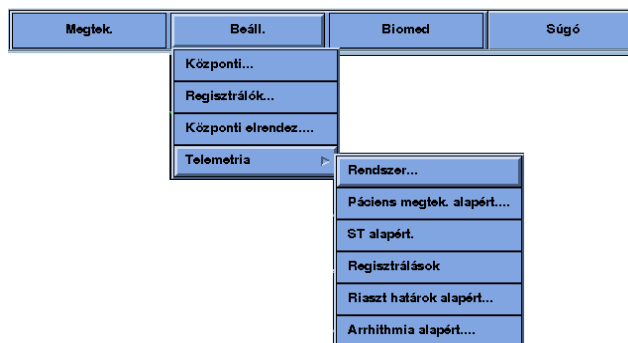 Megtek. Beáll. Biomed Súgó
Központi...
Regisztrálók...
Központi elrendez....
Telemetria
Rendszer...
Páciens megtek. alapért....
ST alapért.
Regisztrálások
Riaszt határok alapért...
Arrhithmia alapért....